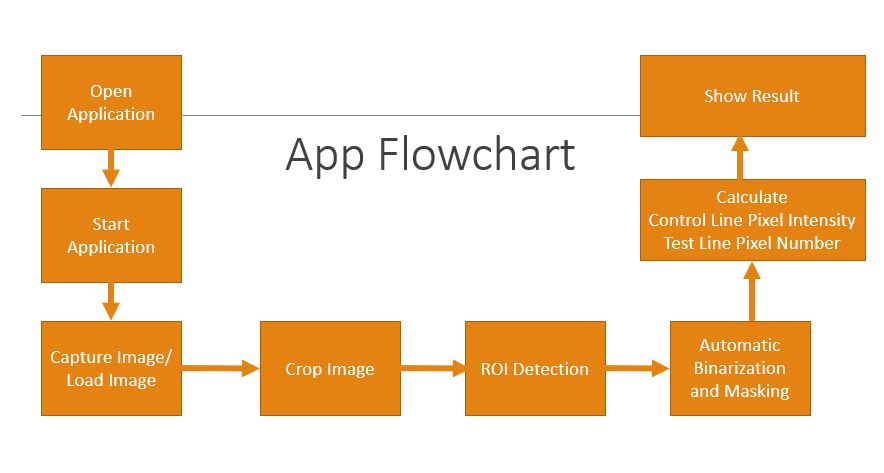 App Flowchart
Open
Application
Start
Application
Capture Image/
Load Image
Crop Image
ROI Detection
Automatic
Binarization
and Masking
Calculate
Control Line Pixel Intensity
Test Line Pixel Number
Show Result